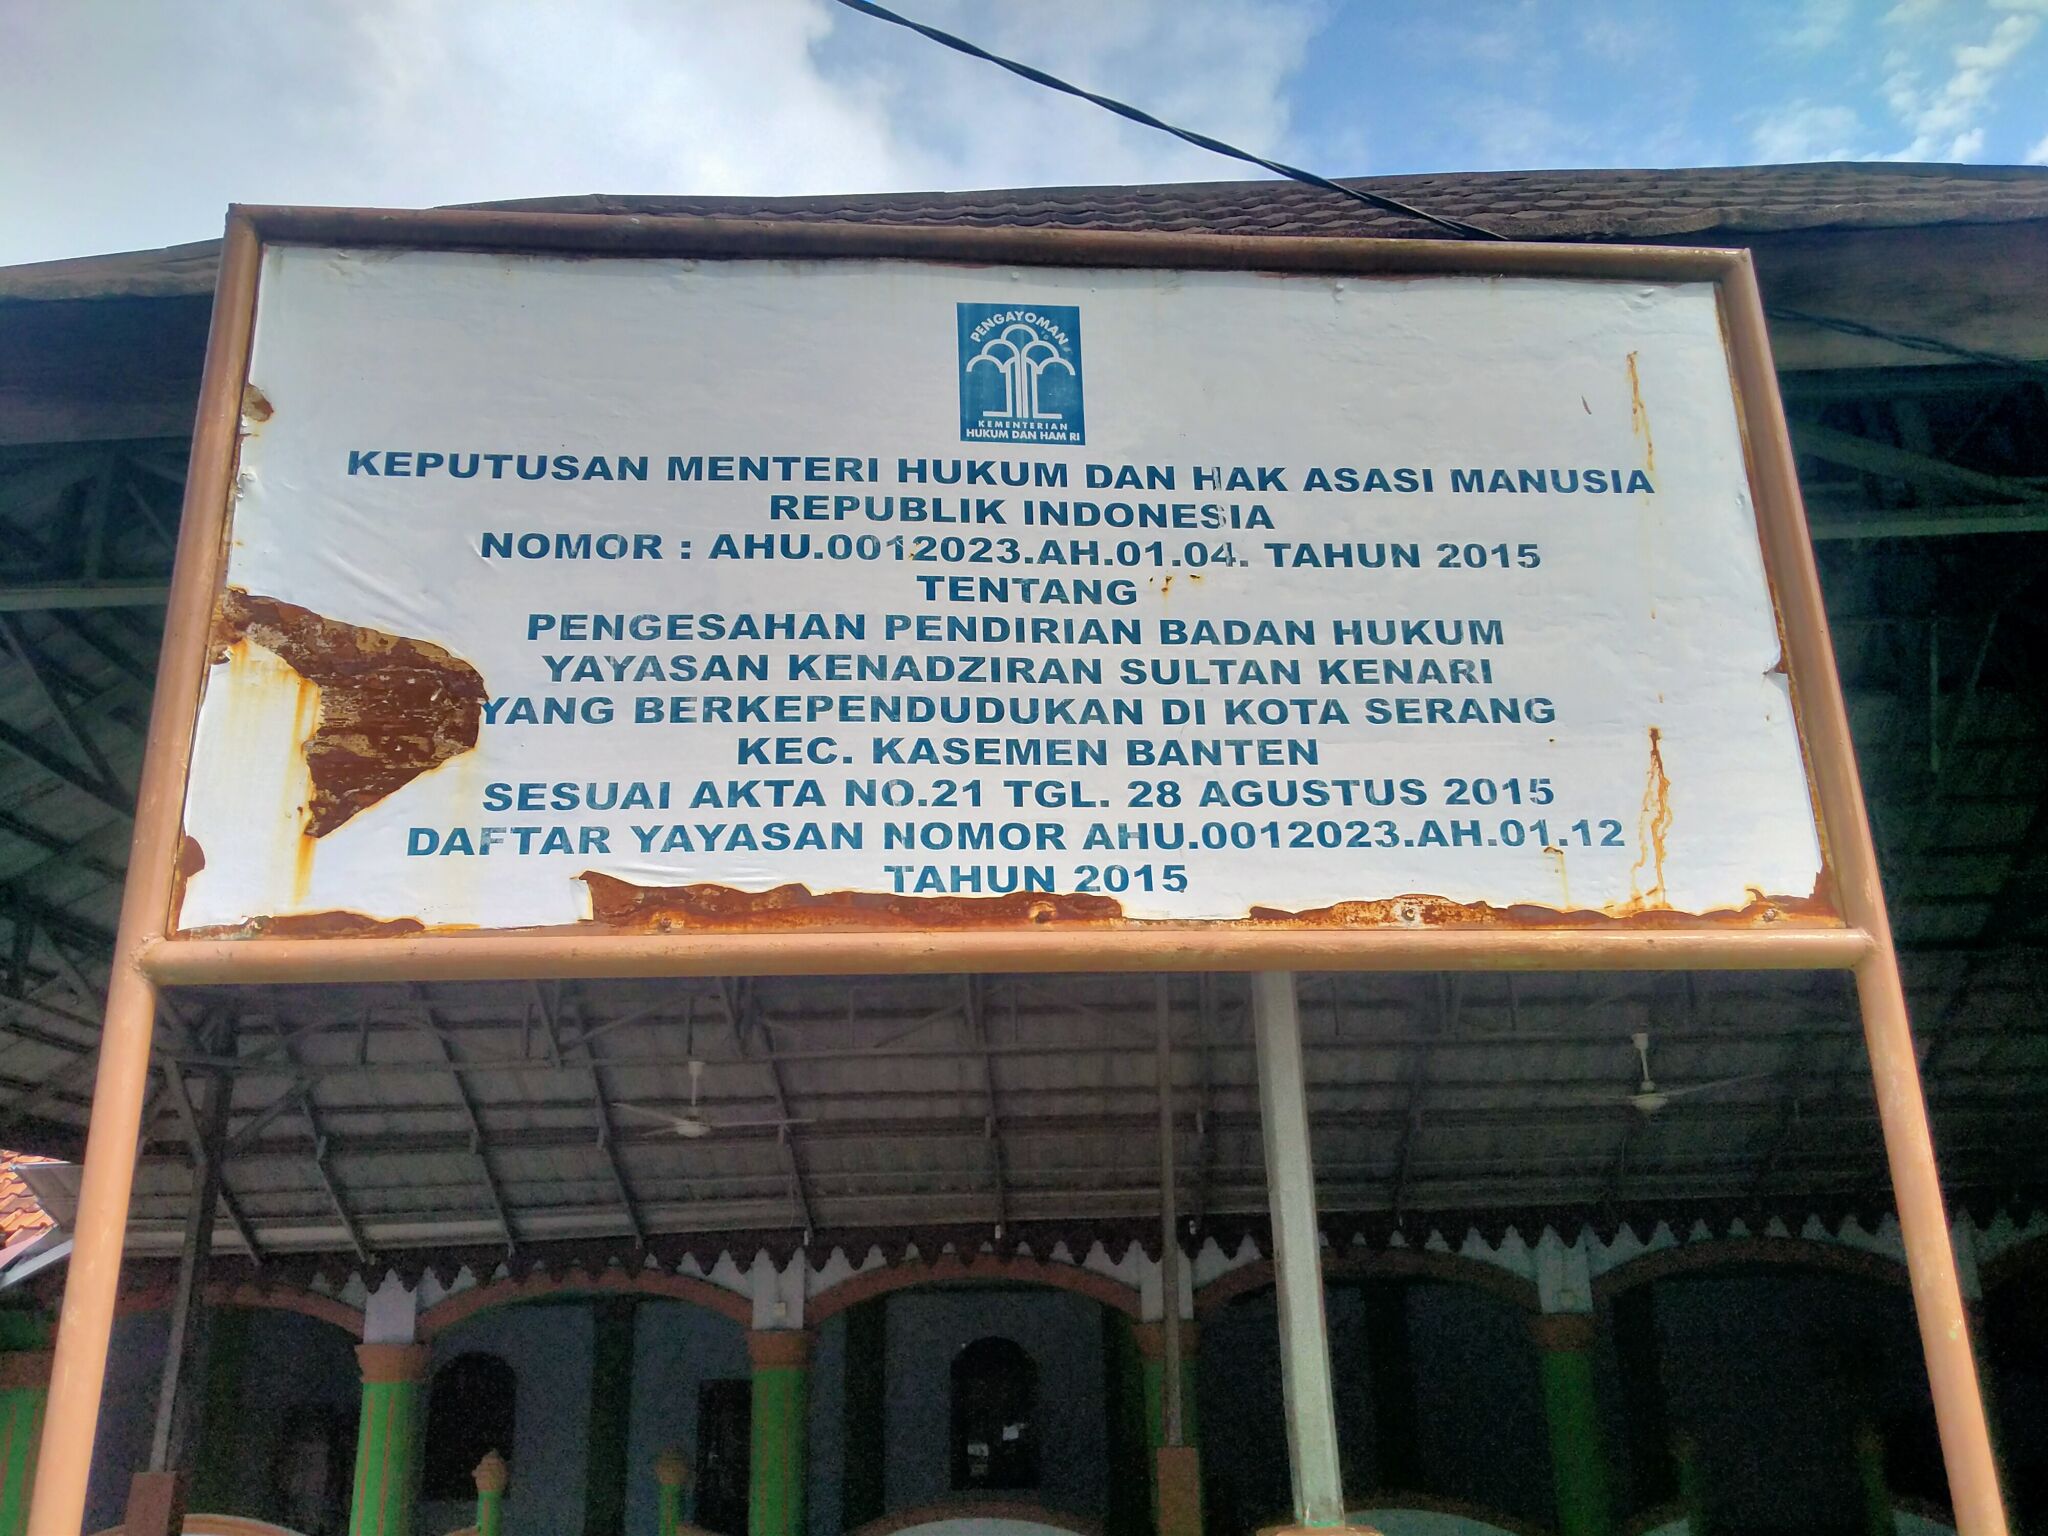 PENGAYOMAN
KEMENTERIAN
HUKUM DAN HAM RI
KEPUTUSAN MENTERI HUKUM DAN HAK ASASI MANUSIA
REPUBLIK INDONESIA
NOMOR : AHU.0012023.AH.01.04. TAHUN 2015
TENTANG
PENGESAHAN PENDIRIAN BADAN HUKUM
YAYASAN KENADZIRAN SULTAN KENARI
YANG BERKEPENDUDUKAN DI KOTA SERANG
KEC. KASEMEN BANTEN
SESUAI AKTA NO.21 TGL. 28 AGUSTUS 2015
DAFTAR YAYASAN NOMOR AHU.0012023.AH.01.12
TAHUN 2015